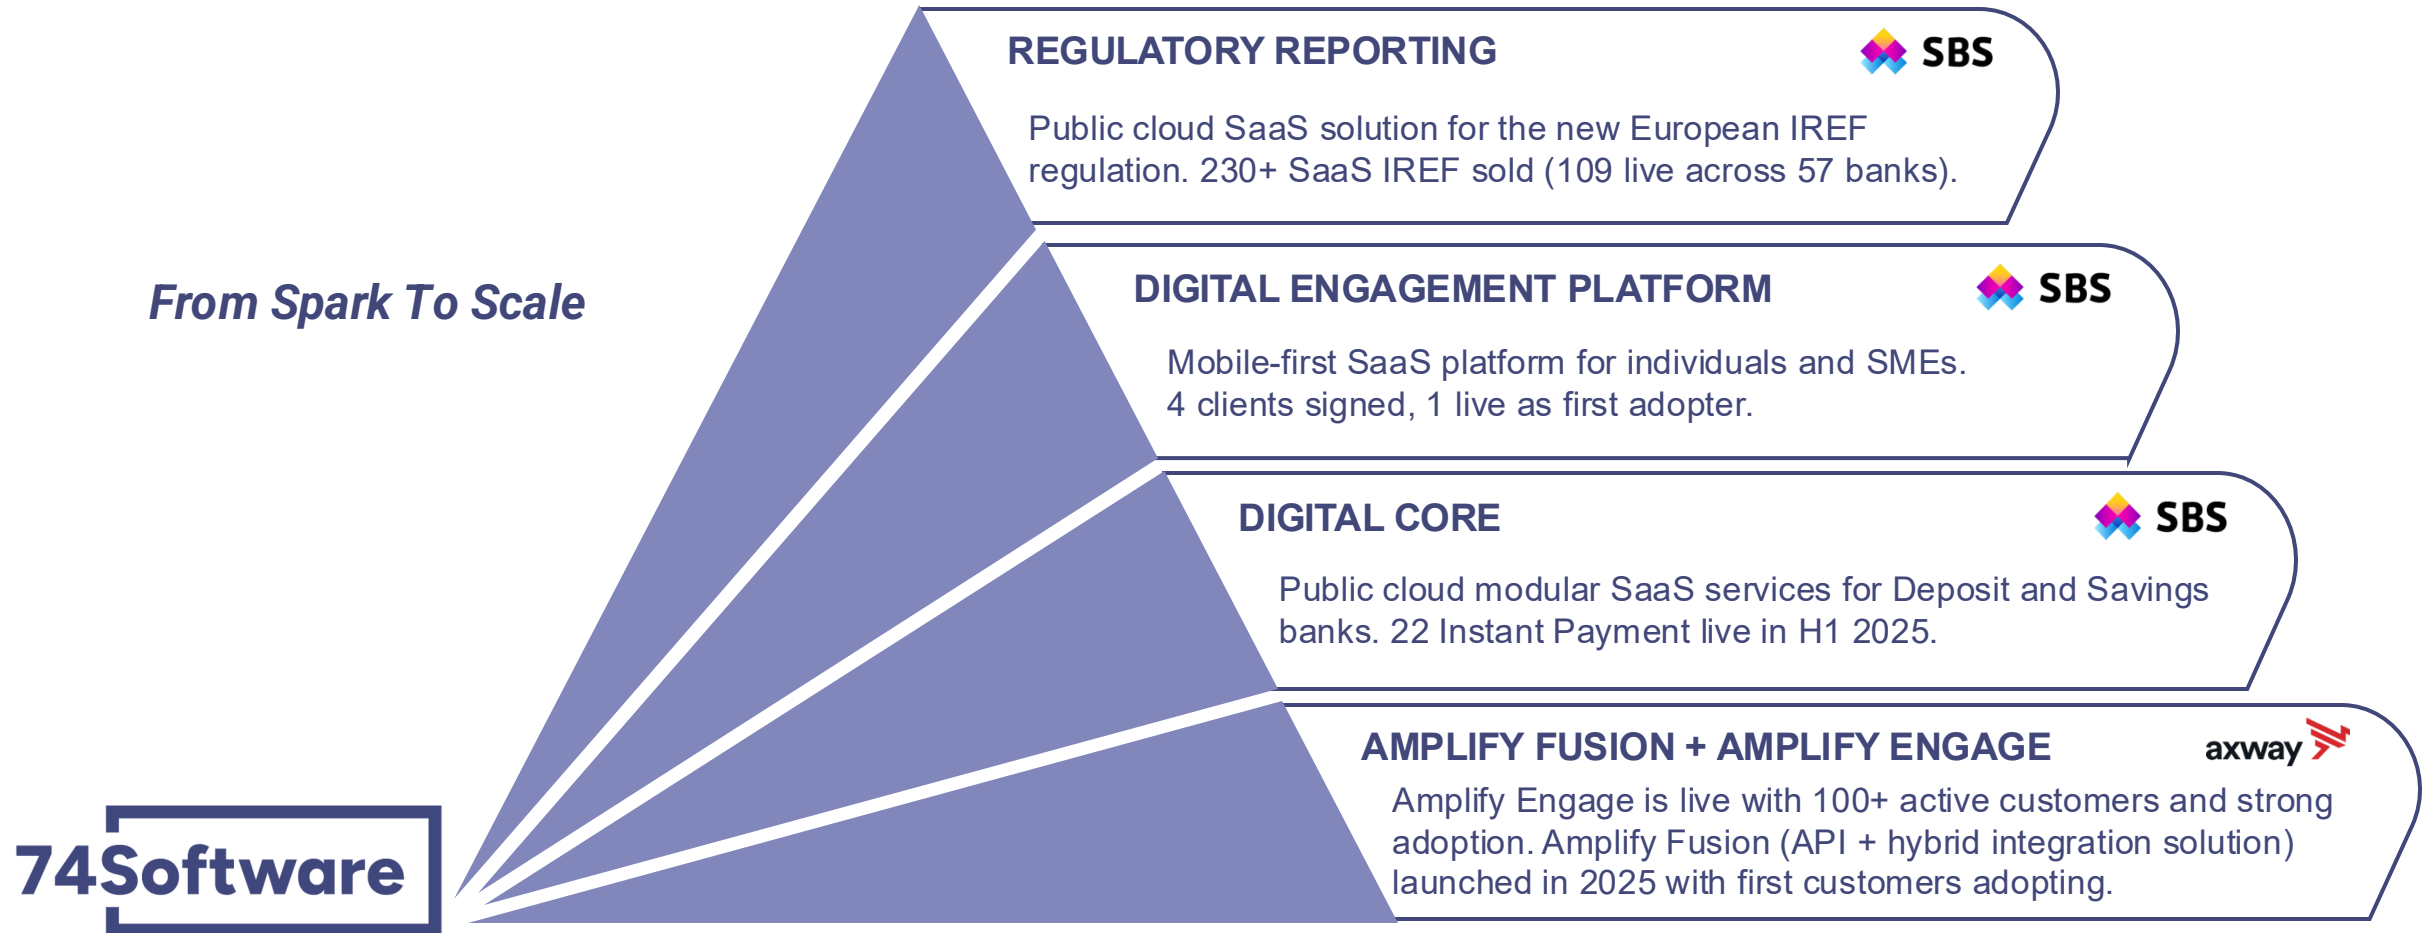 REGULATORY REPORTING
SBS
Public cloud SaaS solution for the new European IREF
regulation. 230+ SaaS IREF sold (109 live across 57 banks).
From Spark To Scale
DIGITAL ENGAGEMENT PLATFORM
SBS
Mobile-first SaaS platform for individuals and SMEs.
4 clients signed, 1 live as first adopter.
DIGITAL CORE
SBS
Public cloud modular SaaS services for Deposit and Savings
banks. 22 Instant Payment live in H1 2025.
AMPLIFY FUSION + AMPLIFY ENGAGE
axway
Amplify Engage is live with 100+ active customers and strong
adoption. Amplify Fusion (API + hybrid integration solution)
launched in 2025 with first customers adopting.
74Software